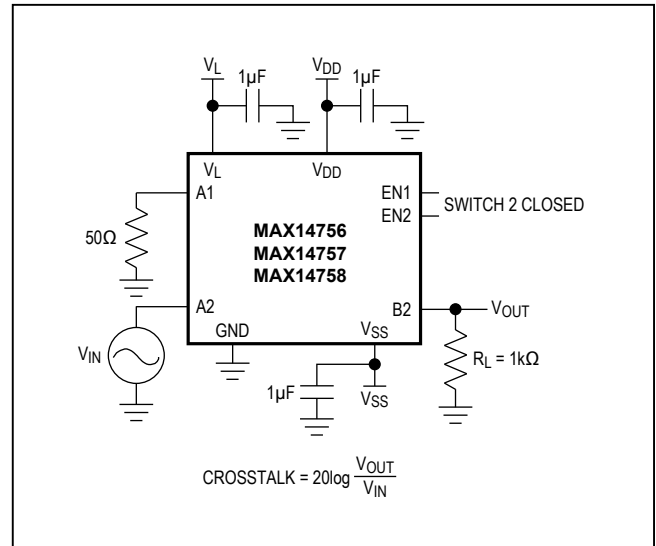 VL
1µF
VDD
1µF
VL
VDD
A1
EN1
EN2
SWITCH 2 CLOSED
50Ω
MAX14756
MAX14757
MAX14758
A2
B2
VOUT
GND
VSS
VIN
RL = 1kΩ
1µF
VSS
CROSSTALK = 20log VOUT
VIN